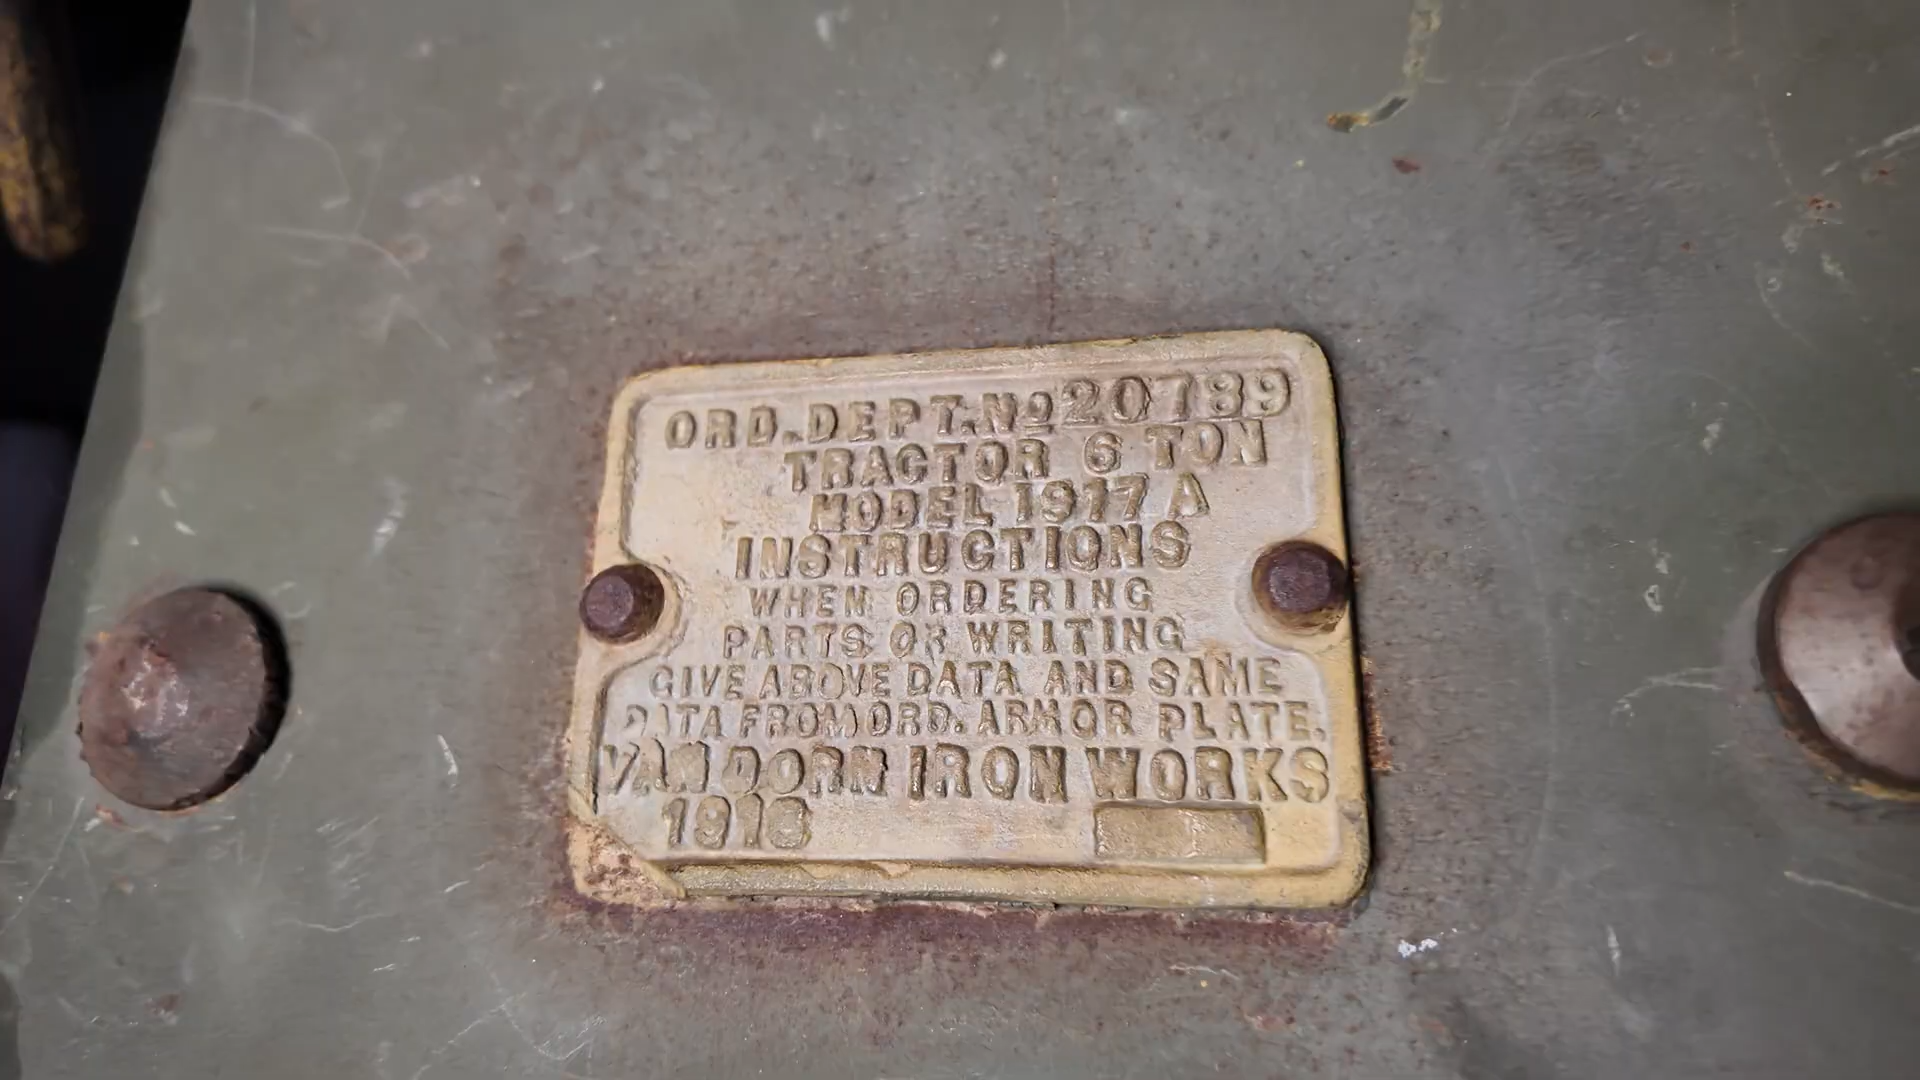 ORD. DEPT. No 20789
TRACTOR 6 TON
MODEL 1917 A
INSTRUCTIONS
WHEN ORDERING
PARTS OR WRITING
GIVE ABOVE DATA AND SAME
DATA FROM ORD. ARMOR PLATE.
VAN DORN IRON WORKS
1918